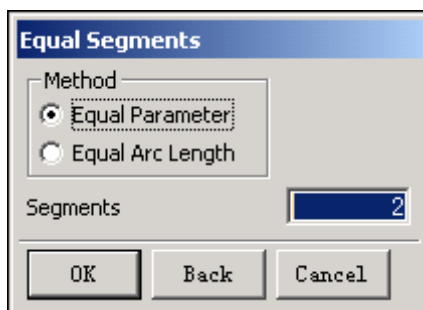 Equal Segments
Method
Equal Parameter
Equal Arc Length
Segments 2
OK Back Cancel